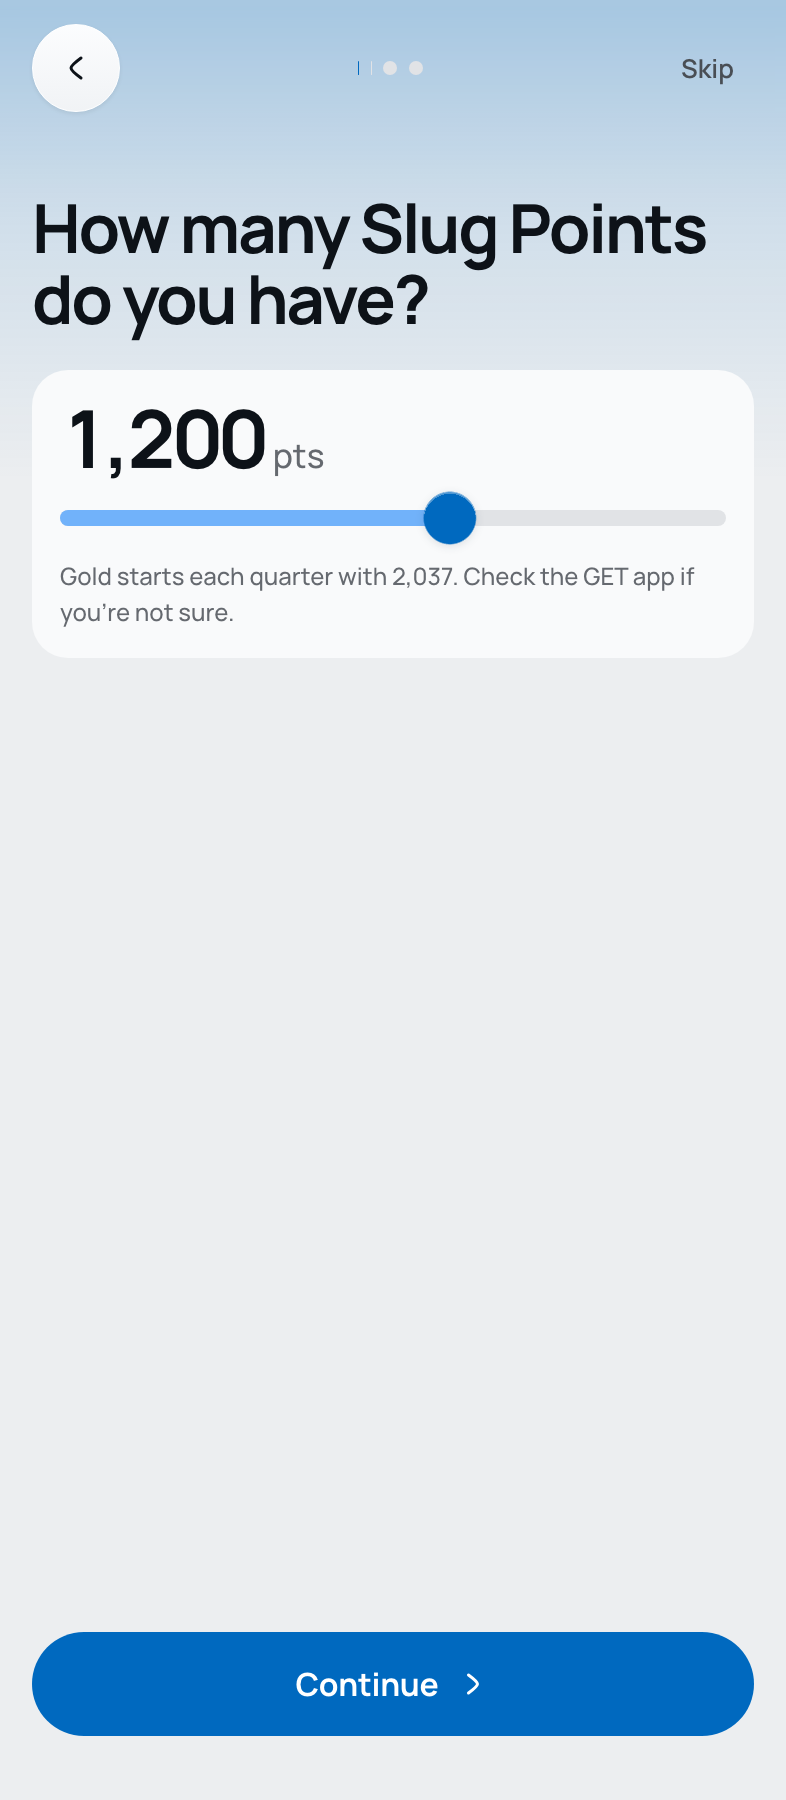 Skip
How many Slug Points
do you have?
1,200 pts
Gold starts each quarter with 2,037. Check the GET app if
you're not sure.
Continue